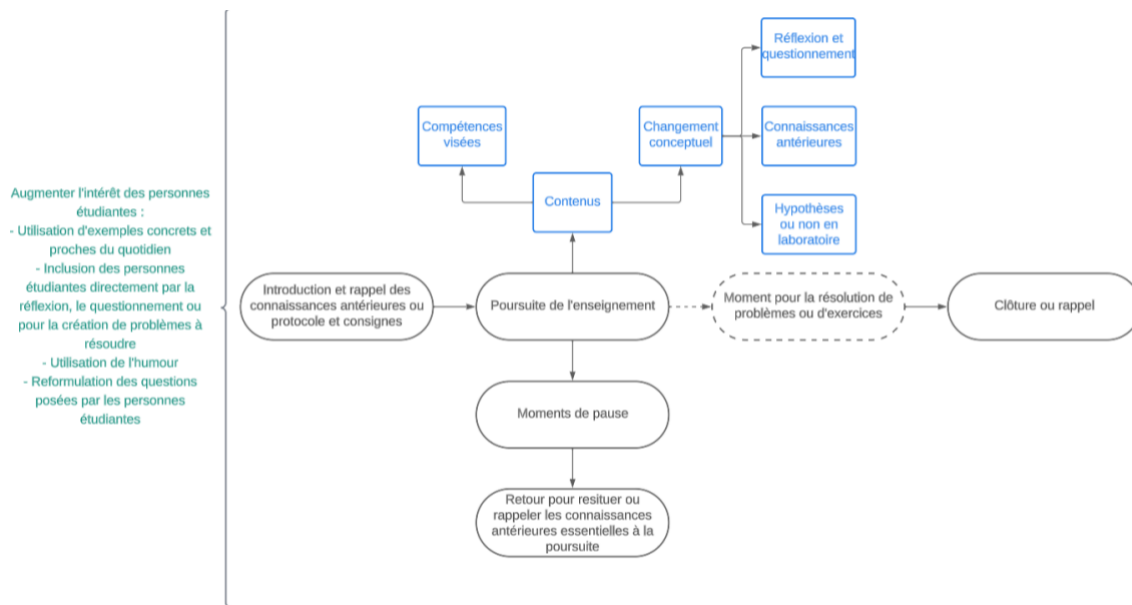 Augmenter l'intérêt des personnes
étudiantes :
- Utilisation d'exemples concrets et
proches du quotidien
- Inclusion des personnes
étudiantes directement par la
réflexion, le questionnement ou
pour la création de problèmes à
résoudre
- Utilisation de l'humour
- Reformulation des questions
posées par les personnes
étudiantes
Réflexion et
questionnement
Compétences
visées
Changement
conceptuel
Connaissances
antérieures
Contenus
Hypothèses
ou non en
laboratoire
Introduction et rappel des
connaissances antérieures ou
protocole et consignes
Poursuite de l'enseignement
Moment pour la résolution de
problèmes ou d'exercices
Clôture ou rappel
Moments de pause
Retour pour resituer ou
rappeler les connaissances
antérieures essentielles à la
poursuite